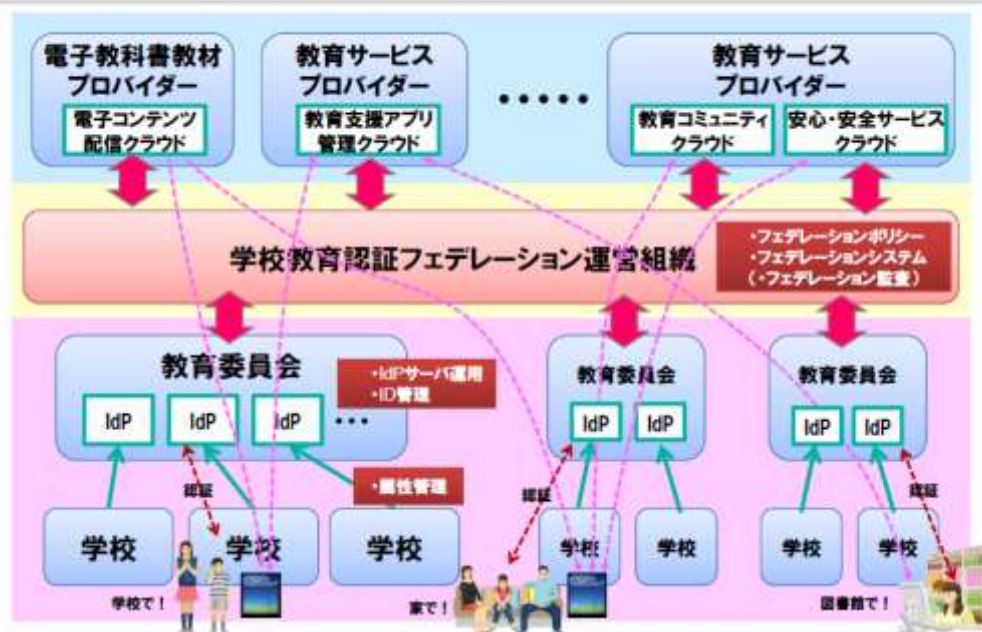 電子教科書教材
プロバイダー
電子コンテンツ
配信クラウド
教育サービス
プロバイダー
教育支援アプリ
管理クラウド
・・・・・
教育サービス
プロバイダー
教育コミュニティ
クラウド
安心・安全サービス
クラウド
学校教育認証フェデレーション運営組織
・フェデレーションポリシー
・フェデレーションシステム
（・フェデレーション監査）
教育委員会
・IdPサーバ運用
・ID管理
IdP
IdP
IdP
・・・
教育委員会
IdP
IdP
教育委員会
IdP
IdP
認証
・属性管理
認証
認証
学校
学校
学校
学校
学校
学校
学校
学校で！
家で！
図書館で！